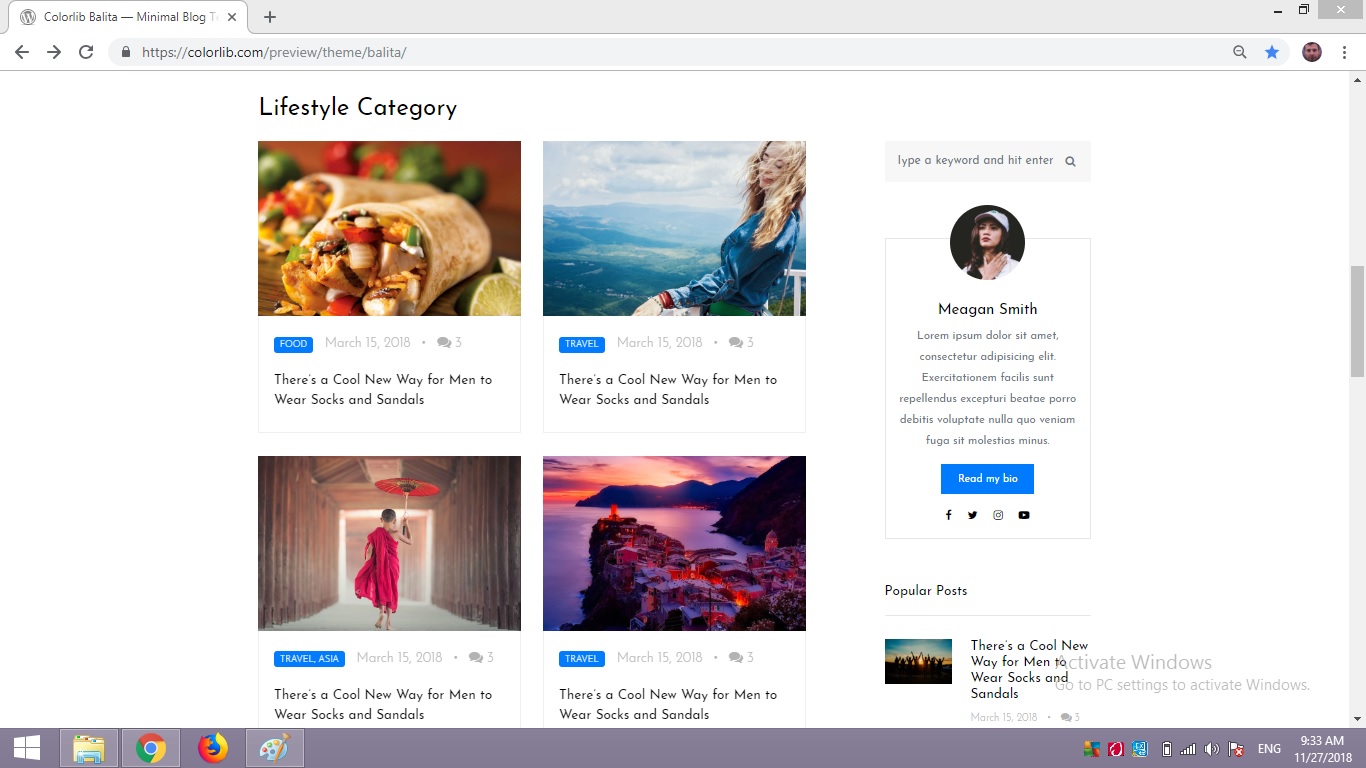 Colorlib Balita — Minimal Blog T
https://colorlib.com/preview/theme/balita/
Lifestyle Category
FOOD March 15, 2018 • 3
There's a Cool New Way for Men to
Wear Socks and Sandals
TRAVEL March 15, 2018 • 3
There's a Cool New Way for Men to
Wear Socks and Sandals
TRAVEL, ASIA March 15, 2018 • 3
There's a Cool New Way for Men to
Wear Socks and Sandals
TRAVEL March 15, 2018 • 3
There's a Cool New Way for Men to
Wear Socks and Sandals
Type a keyword and hit enter
Meagan Smith
Lorem ipsum dolor sit amet,
consectetur adipisicing elit.
Exercitationem facilis sunt
repellendus excepturi beatae porro
debitis voluptate nulla quo veniam
fuga sit molestias minus.
Read my bio
Popular Posts
There's a Cool New
Way for Men to
Wear Socks and
Sandals
March 15, 2018 • 3
Activate Windows
Go to PC settings to activate Windows.
ENG
9:33 AM
11/27/2018